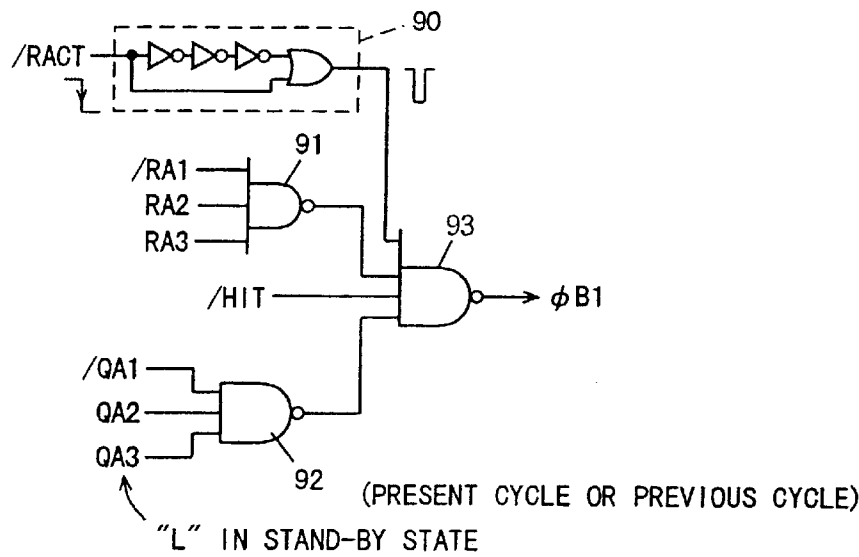 90
/RACT
91
/RA1
RA2
RA3
93
/HIT
φB1
/QA1
QA2
QA3
92
(PRESENT CYCLE OR PREVIOUS CYCLE)
"L" IN STAND-BY STATE